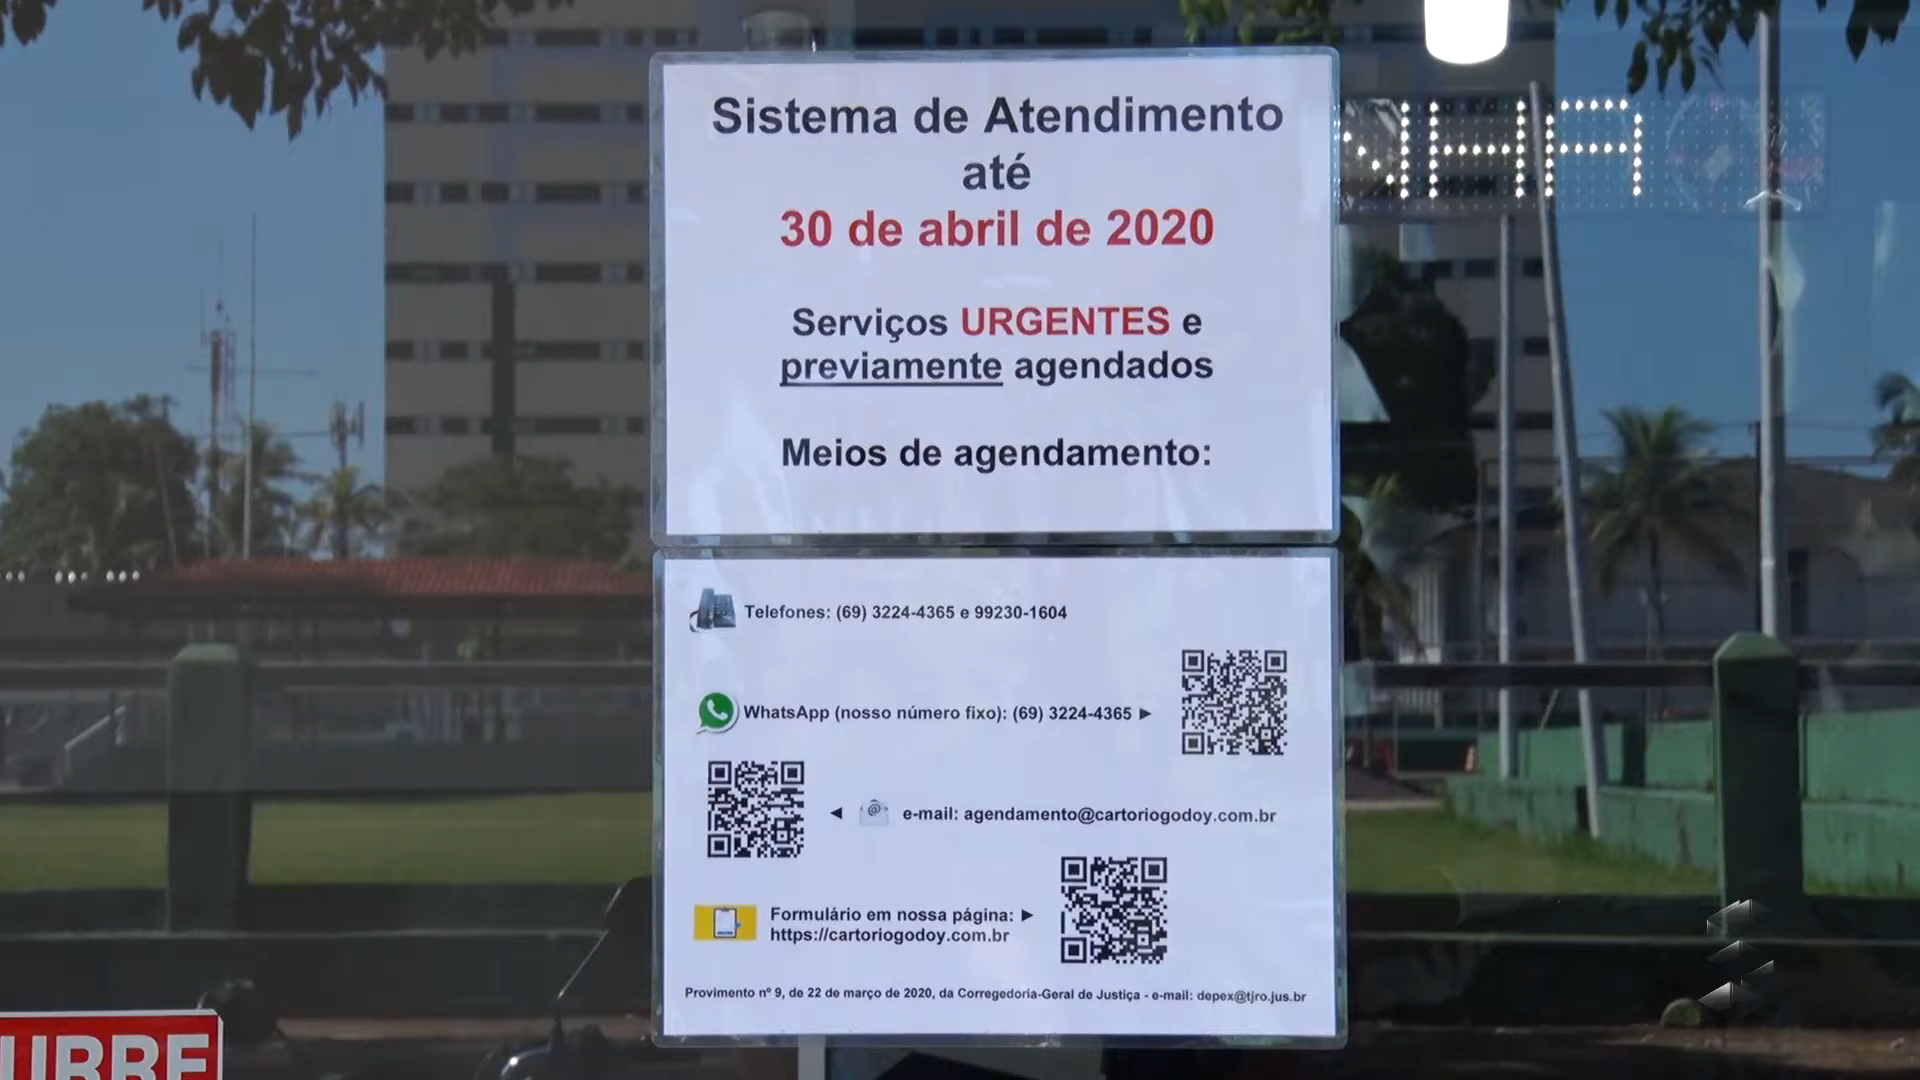 Sistema de Atendimento
até
30 de abril de 2020
Serviços URGENTES e
previamente agendados
Meios de agendamento:
Telefones: (69) 3224-4365 e 99230-1604
WhatsApp (nosso número fixo): (69) 3224-4365 ►
◄ e-mail: agendamento@cartoriogodoy.com.br
Formulário em nossa página: ►
https://cartoriogodoy.com.br
Provimento nº 9, de 22 de março de 2020, da Corregedoria-Geral de Justiça - e-mail: depex@tjro.jus.br